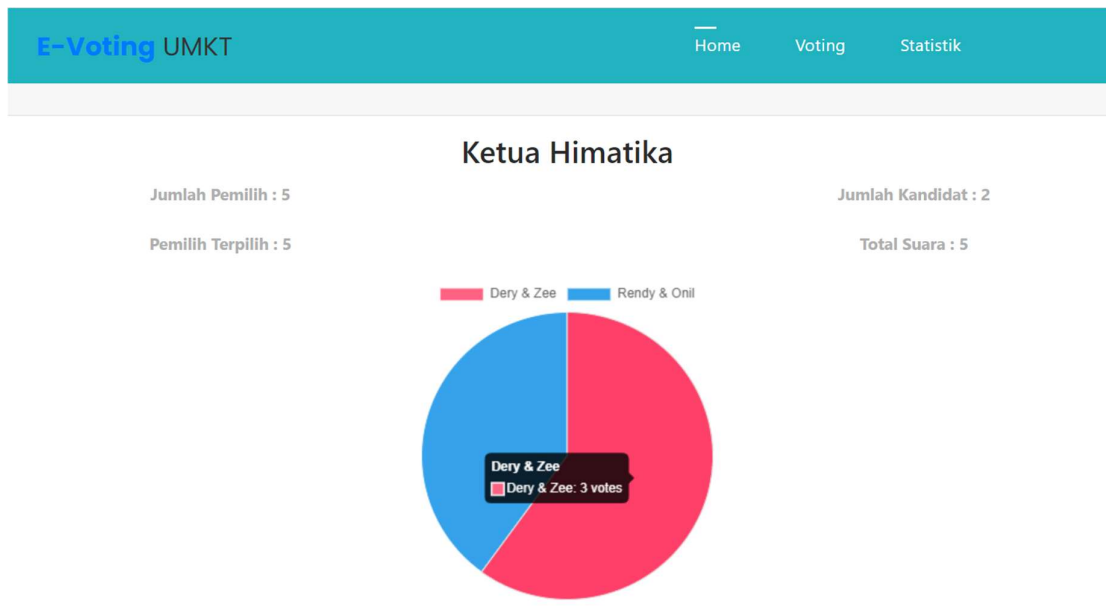 E-Voting UMKT
Home Voting Statistik
Ketua Himatika
Jumlah Pemilih : 5
Jumlah Kandidat : 2
Pemilih Terpilih : 5
Total Suara : 5
Dery & Zee Rendy & Onil
Dery & Zee
Dery & Zee: 3 votes